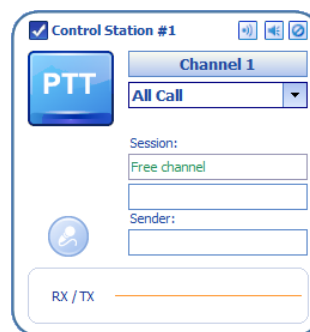 Control Station #1
PTT
Channel 1
All Call
Session:
Free channel
Sender:
RX / TX